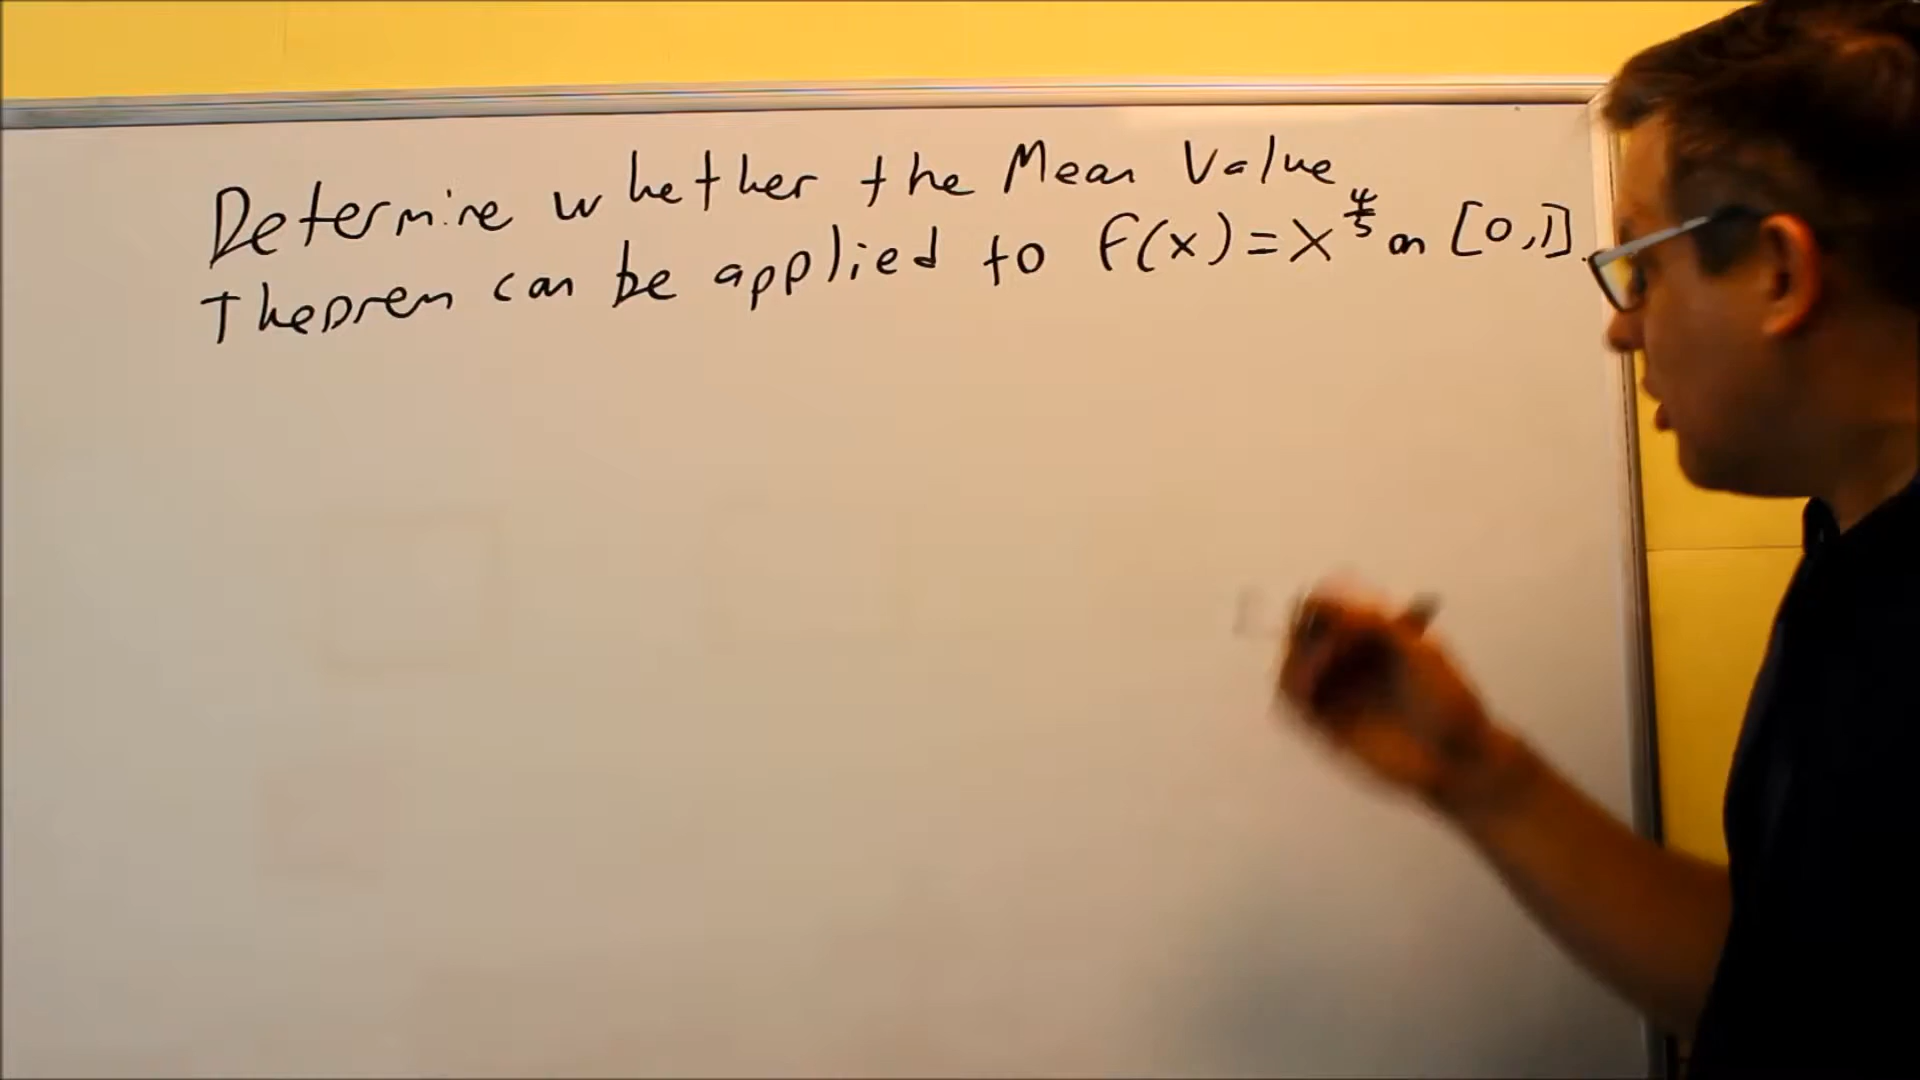 Determine whether the Mean Value
Theorem can be applied to f(x)=x^{4/5} on [0,1].